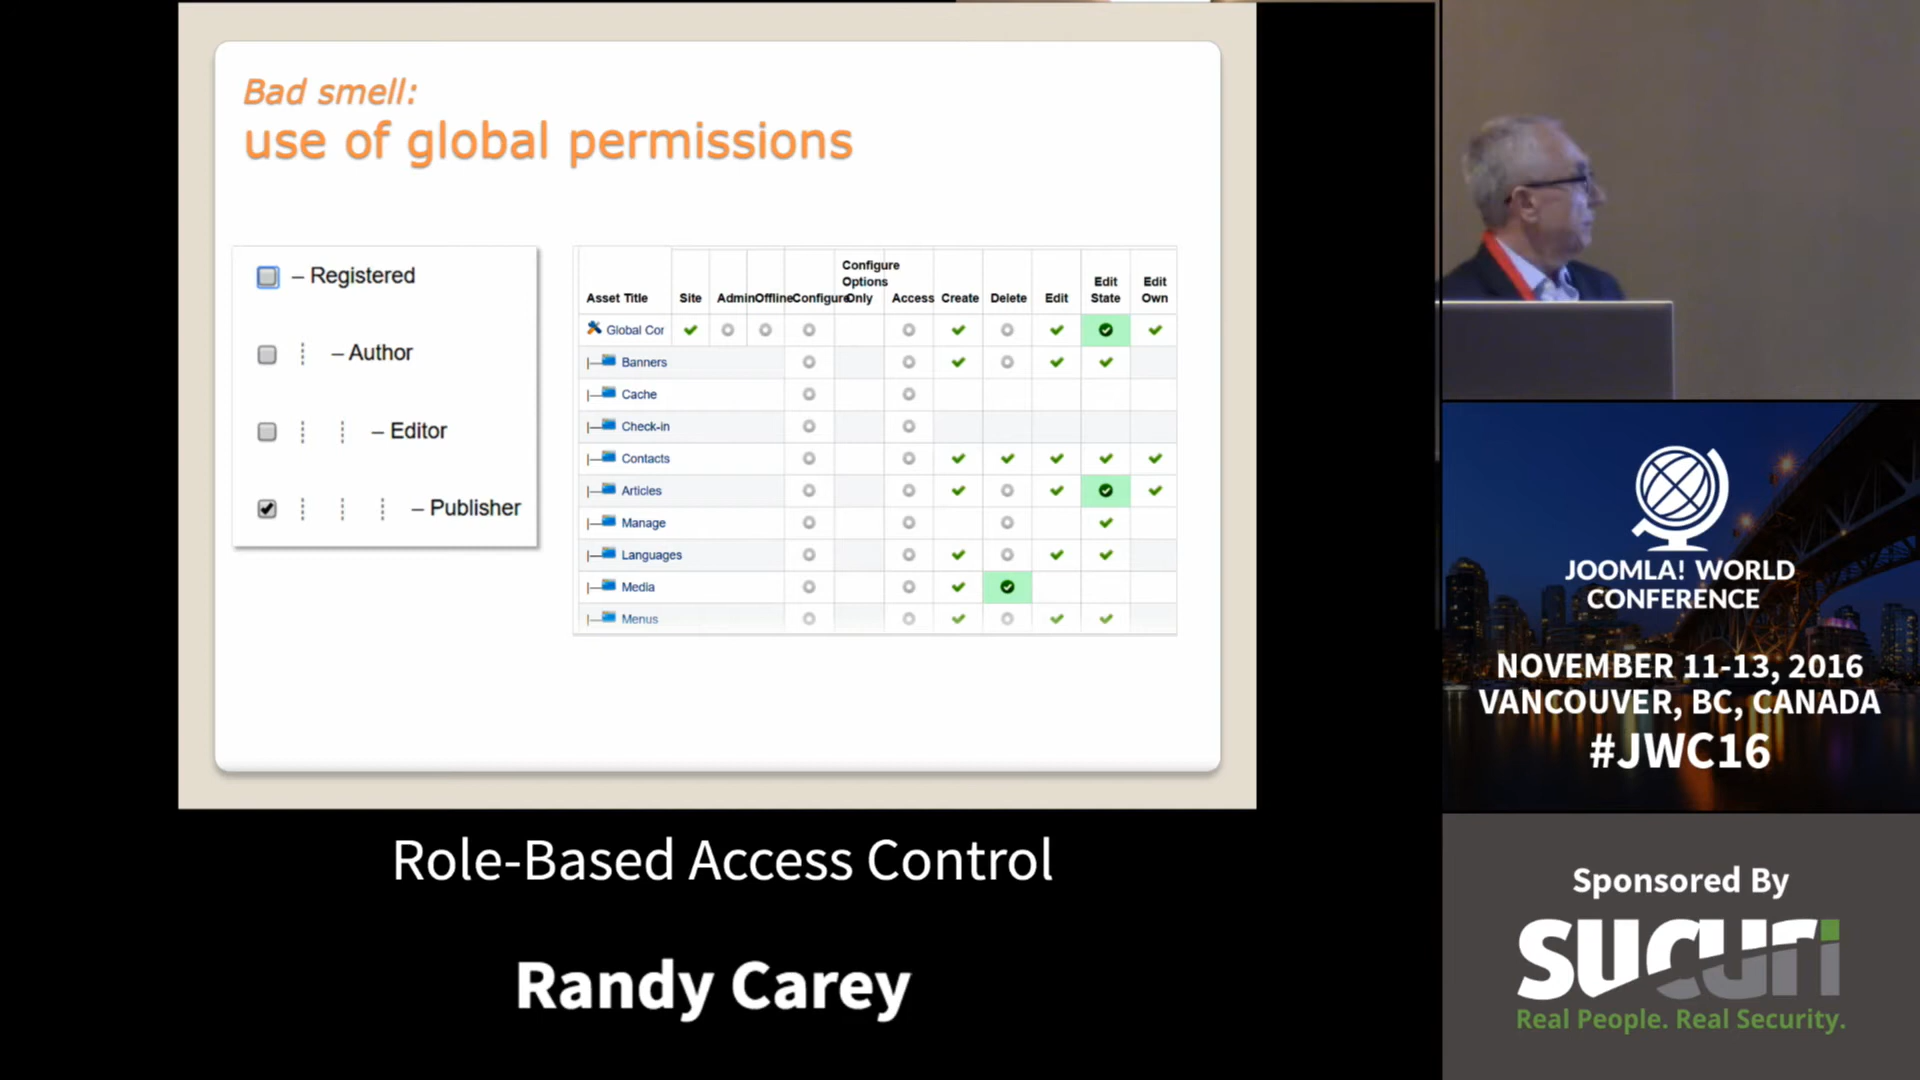 Bad smell:
use of global permissions
– Registered
– Author
– Editor
– Publisher
Configure
Options
Edit Edit
Asset Title Site Admin Offline Configure Only Access Create Delete Edit State Own
Global Cor
Banners
Cache
Check-in
Contacts
Articles
Manage
Languages
Media
Menus
Role-Based Access Control
Randy Carey
JOOMLA! WORLD
CONFERENCE
NOVEMBER 11-13, 2016
VANCOUVER, BC, CANADA
#JWC16
Sponsored By
SUCURI
Real People. Real Security.